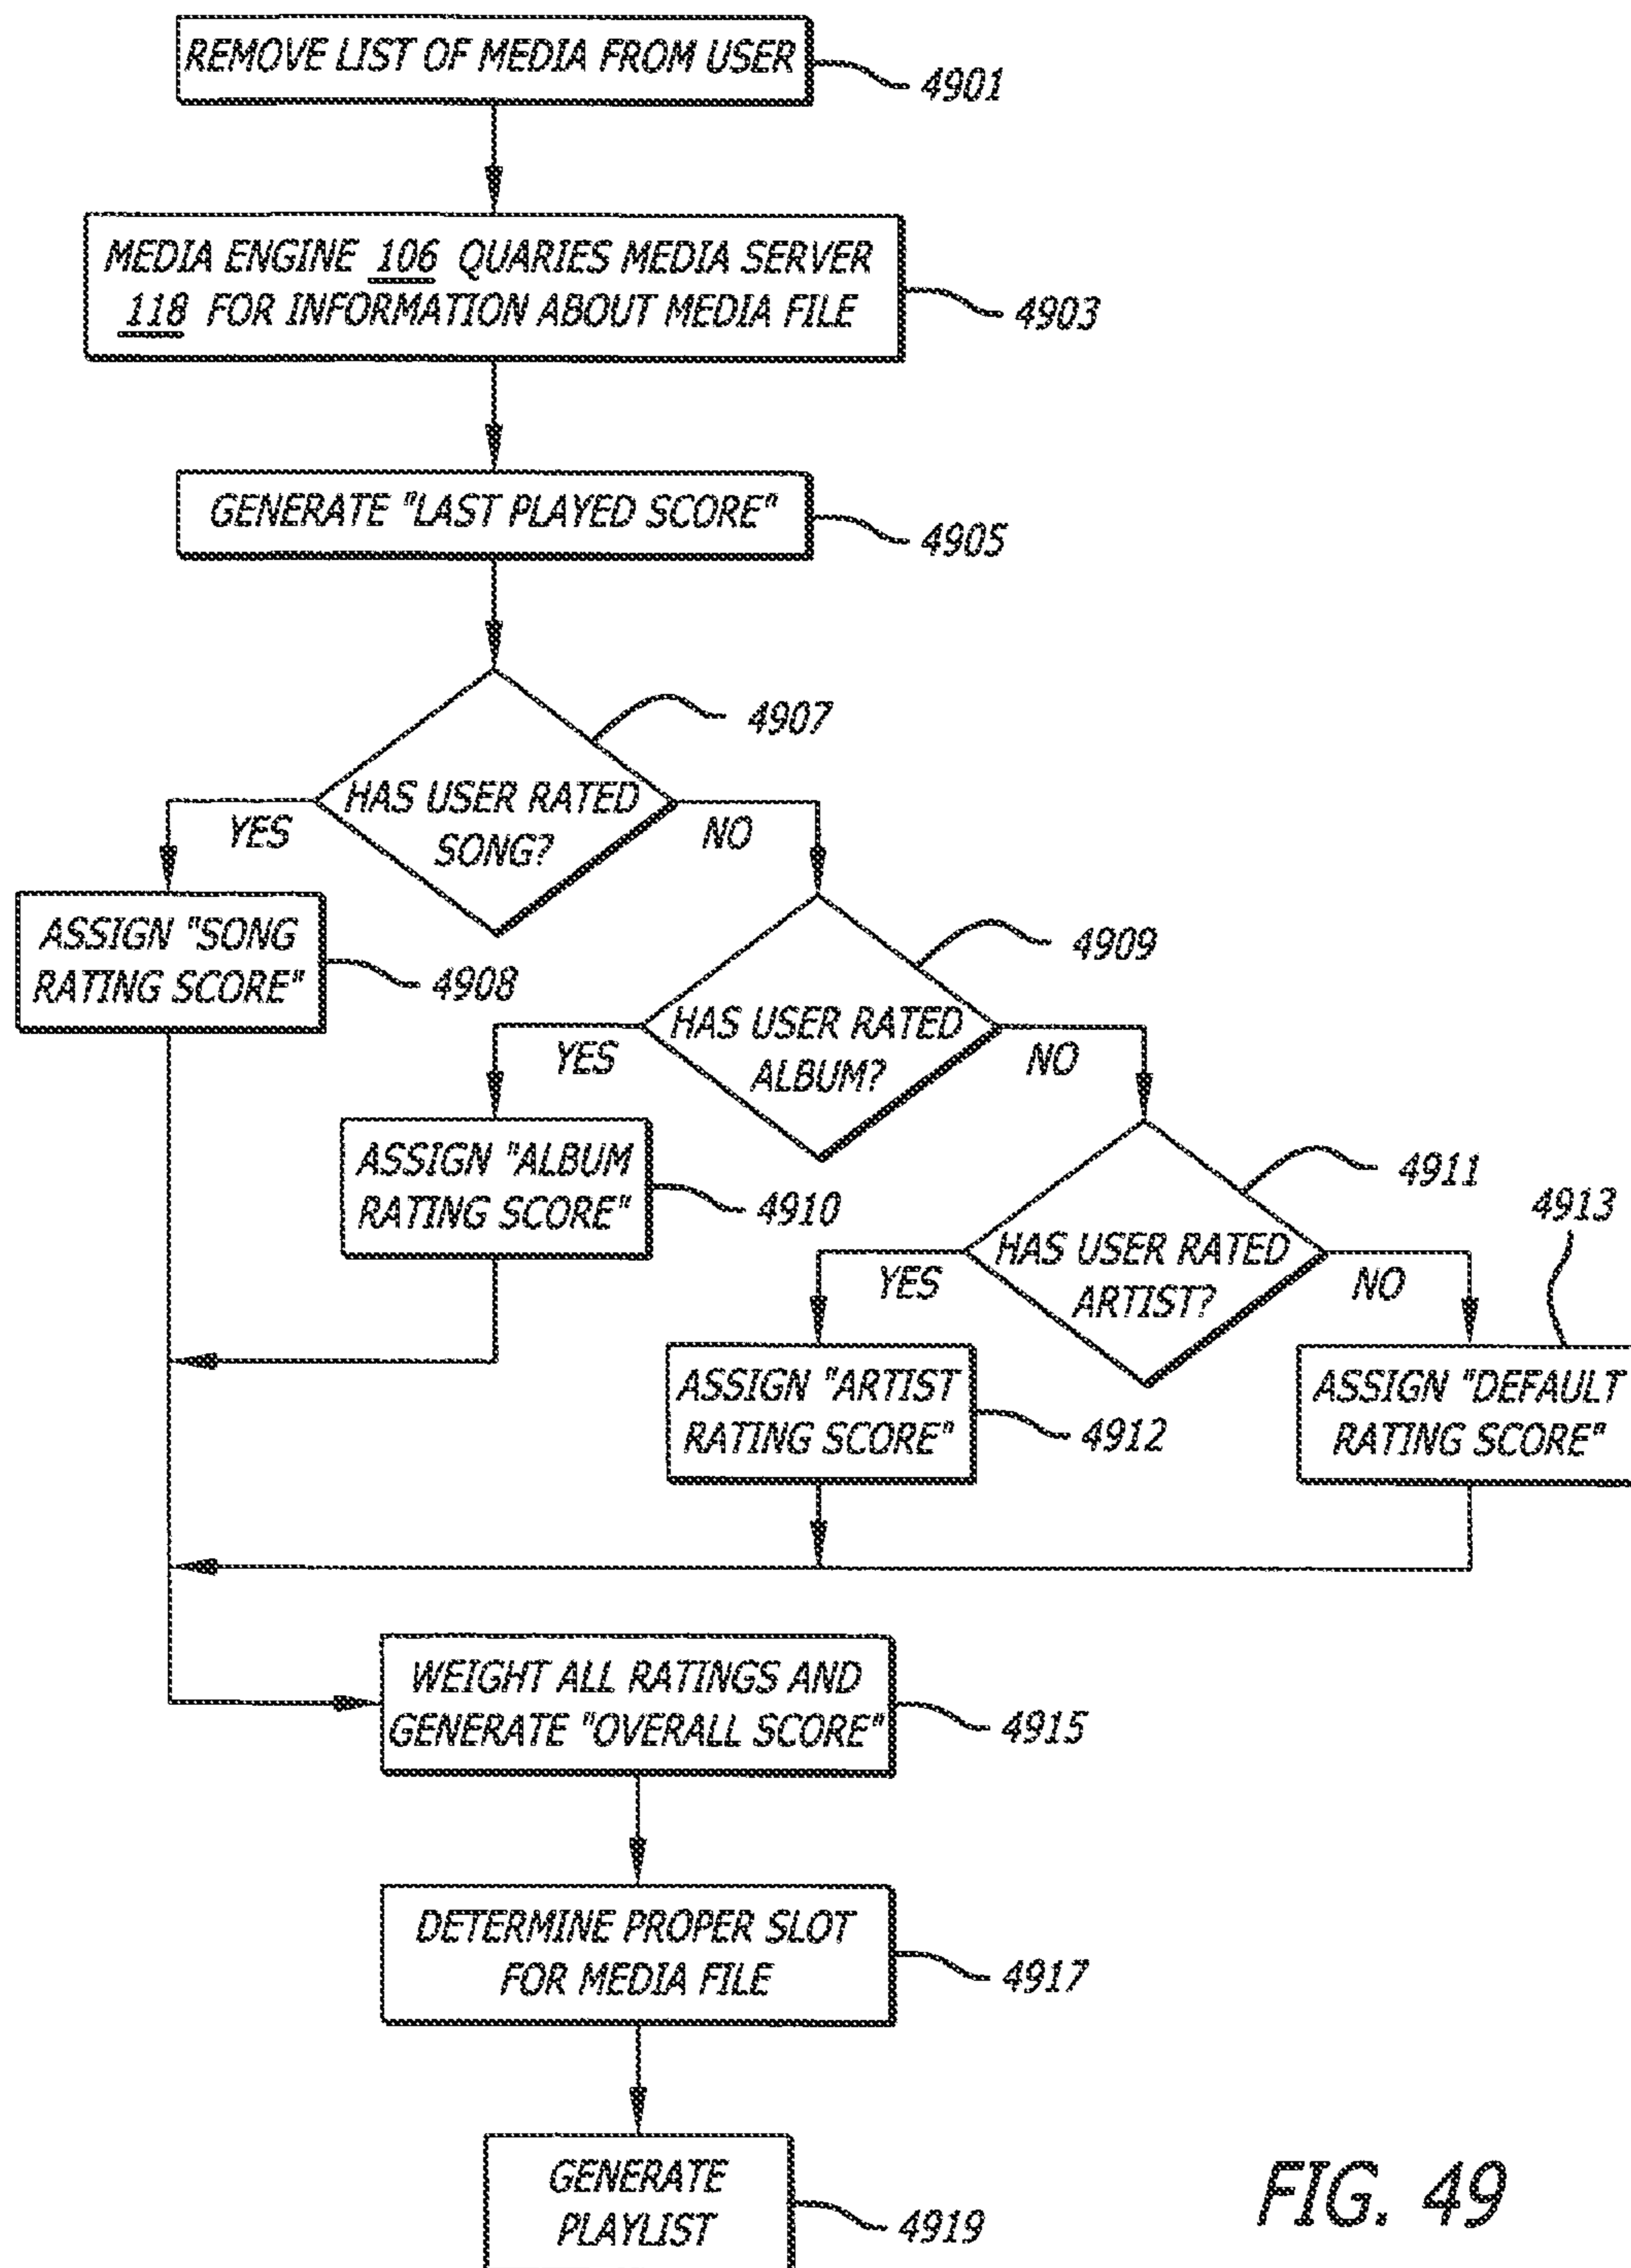 REMOVE LIST OF MEDIA FROM USER
4901
MEDIA ENGINE 106 QUARIES MEDIA SERVER
118 FOR INFORMATION ABOUT MEDIA FILE
4903
GENERATE "LAST PLAYED SCORE"
4905
4907
HAS USER RATED
SONG?
YES
NO
ASSIGN "SONG
RATING SCORE"
4908
4909
HAS USER RATED
ALBUM?
YES
NO
ASSIGN "ALBUM
RATING SCORE"
4910
4911
HAS USER RATED
ARTIST?
YES
NO
4913
ASSIGN "ARTIST
RATING SCORE"
4912
ASSIGN "DEFAULT
RATING SCORE"
WEIGHT ALL RATINGS AND
GENERATE "OVERALL SCORE"
4915
DETERMINE PROPER SLOT
FOR MEDIA FILE
4917
GENERATE
PLAYLIST
4919
FIG. 49